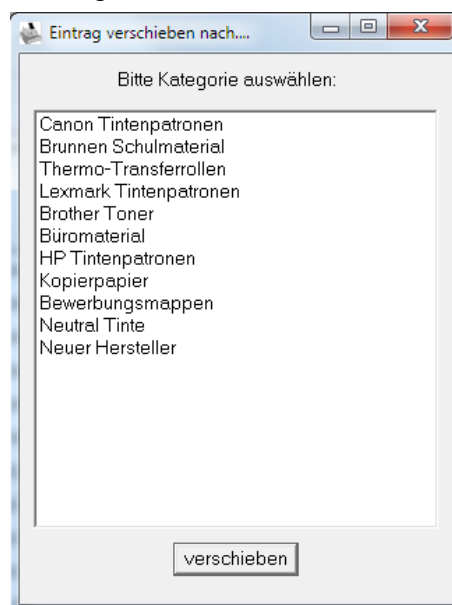 Eintrag verschieben nach....
Bitte Kategorie auswählen:
Canon Tintenpatronen
Brunnen Schulmaterial
Thermo-Transferrollen
Lexmark Tintenpatronen
Brother Toner
Büromaterial
HP Tintenpatronen
Kopierpapier
Bewerbungsmappen
Neutral Tinte
Neuer Hersteller
verschieben